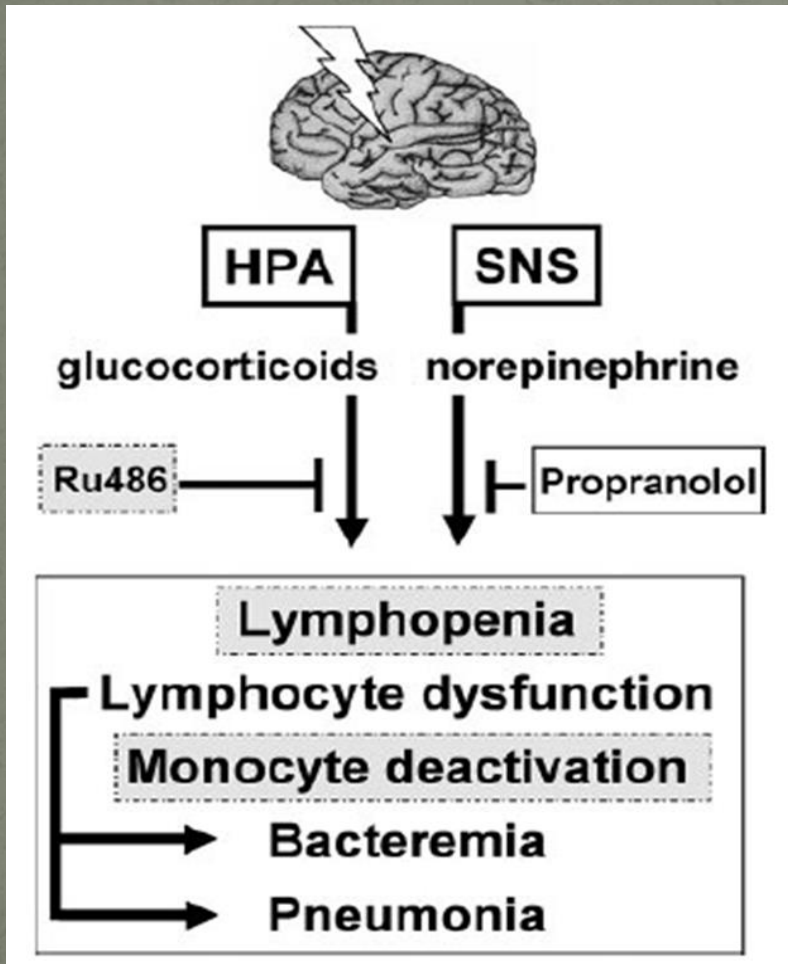 HPA
SNS
glucocorticoids
norepinephrine
Ru486
Propranolol
Lymphopenia
Lymphocyte dysfunction
Monocyte deactivation
Bacteremia
Pneumonia